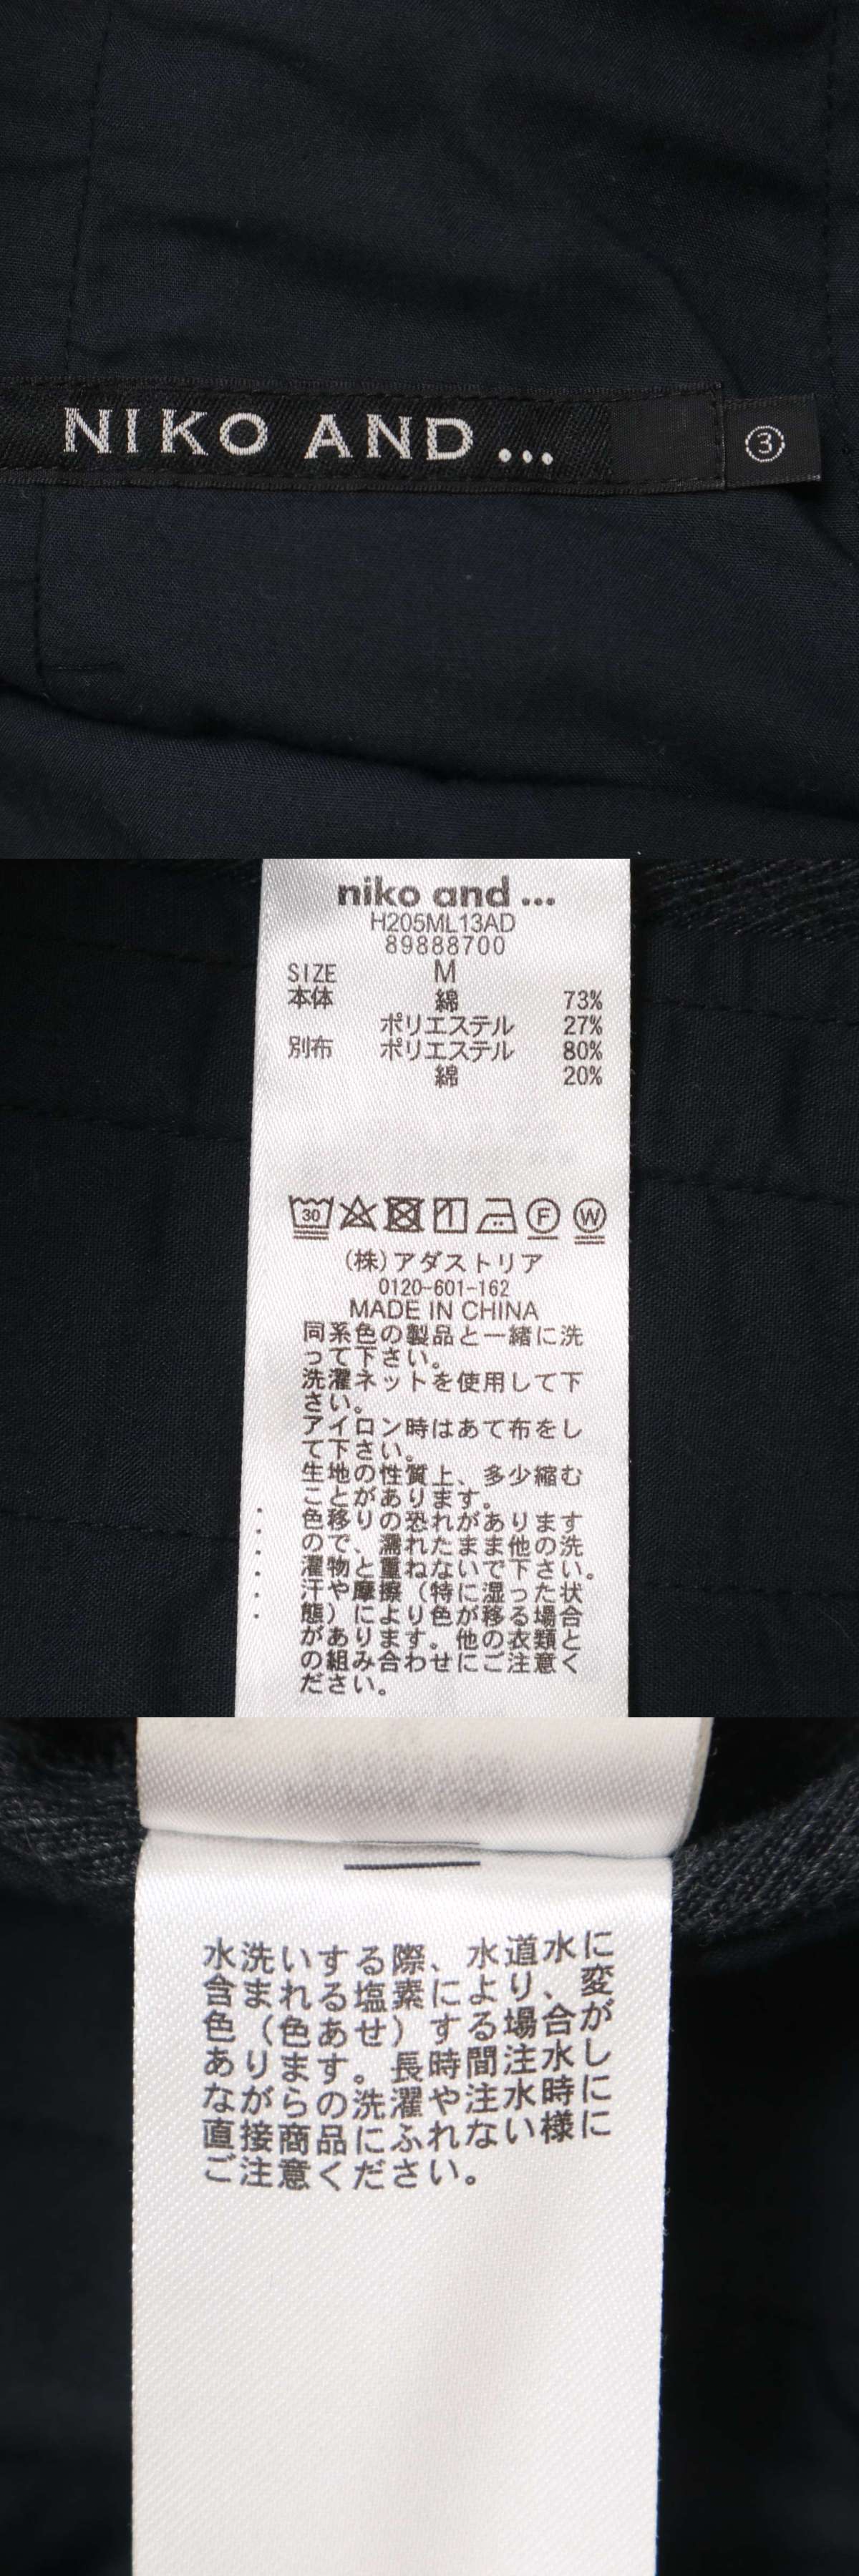 NIKO AND ...
③
niko and ...
H205ML13AD
89888700
SIZE M
本体 綿 73%
ポリエステル 27%
別布 ポリエステル 80%
綿 20%
30 F W
(株)アダストリア
0120-601-162
MADE IN CHINA
同系色の製品と一緒に洗
って下さい。
洗濯ネットを使用して下
さい。
アイロン時はあて布をし
て下さい。
生地の性質上、多少縮む
ことがあります。
色移りの恐れがあります
ので、濡れたまま他の洗
濯物と重ねないで下さい。
汗や摩擦（特に湿った状
態）により色が移る場合
があります。他の衣類と
の組み合わせにご注意く
ださい。
水洗いする際、水道水に
含まれる塩素により、変
色（色あせ）する場合が
あります。長時間注水し
ながらの洗濯や注水時に
直接商品にふれない様に
ご注意ください。